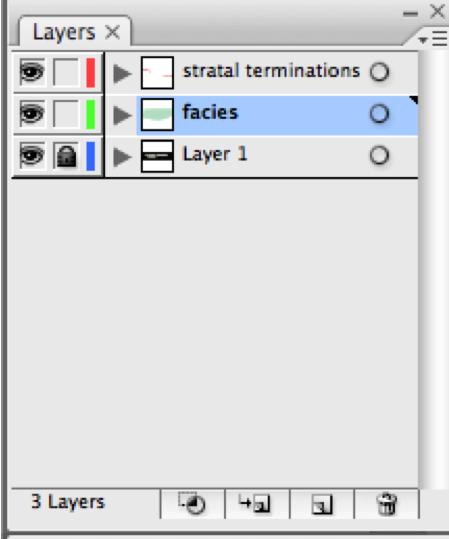 Layers
stratal terminations
facies
Layer 1
3 Layers